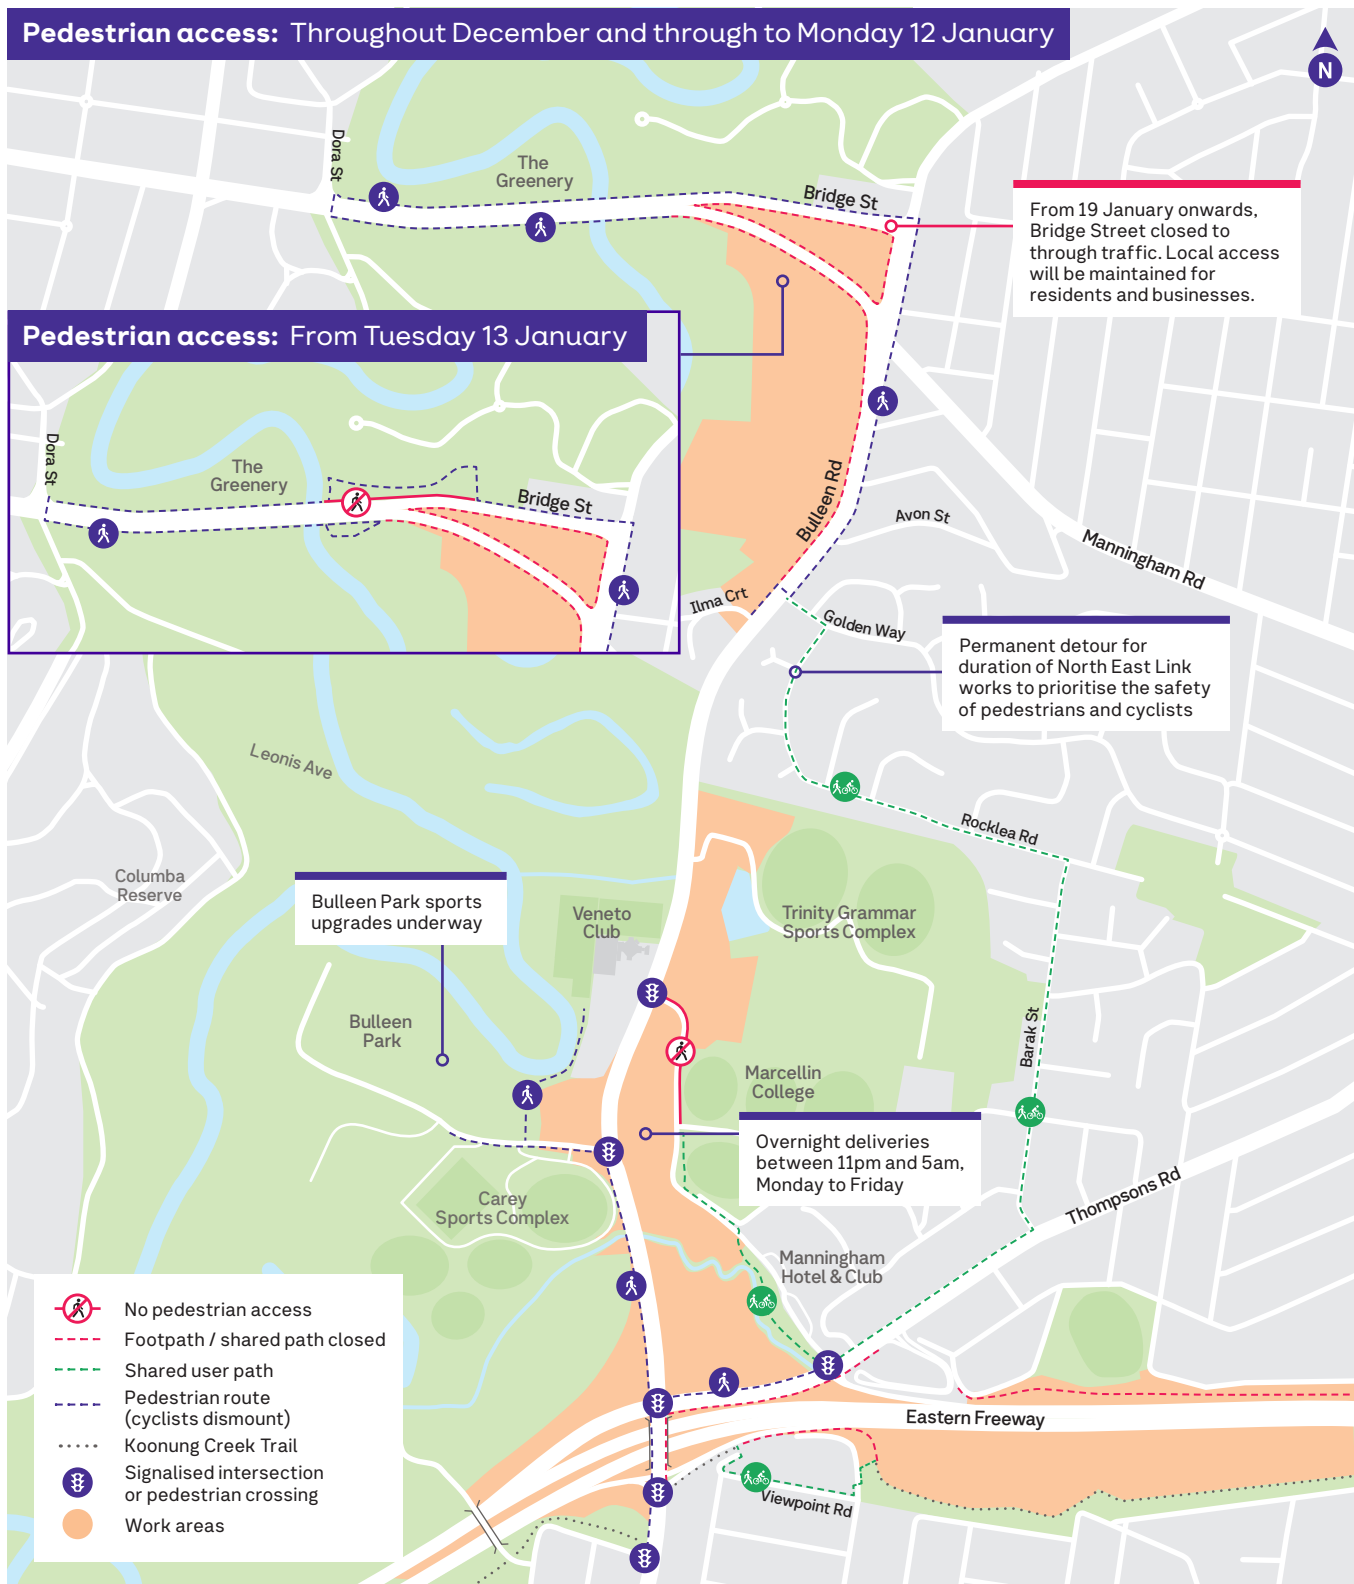 Pedestrian access: Throughout December and through to Monday 12 January
N
Dora St
The
Greenery
Bridge St
From 19 January onwards,
Bridge Street closed to
through traffic. Local access
will be maintained for
residents and businesses.
Pedestrian access: From Tuesday 13 January
Dora St
The
Greenery
Bridge St
Bulleen Rd
Avon St
Manningham Rd
Ilma Crt
Golden Way
Permanent detour for
duration of North East Link
works to prioritise the safety
of pedestrians and cyclists
Leonis Ave
Rocklea Rd
Columba
Reserve
Bulleen Park sports
upgrades underway
Veneto
Club
Trinity Grammar
Sports Complex
Bulleen
Park
Barak St
Marcellin
College
Overnight deliveries
between 11pm and 5am,
Monday to Friday
Carey
Sports Complex
Thompsons Rd
Manningham
Hotel & Club
Eastern Freeway
Viewpoint Rd
No pedestrian access
Footpath / shared path closed
Shared user path
Pedestrian route
(cyclists dismount)
Koonung Creek Trail
Signalised intersection
or pedestrian crossing
Work areas